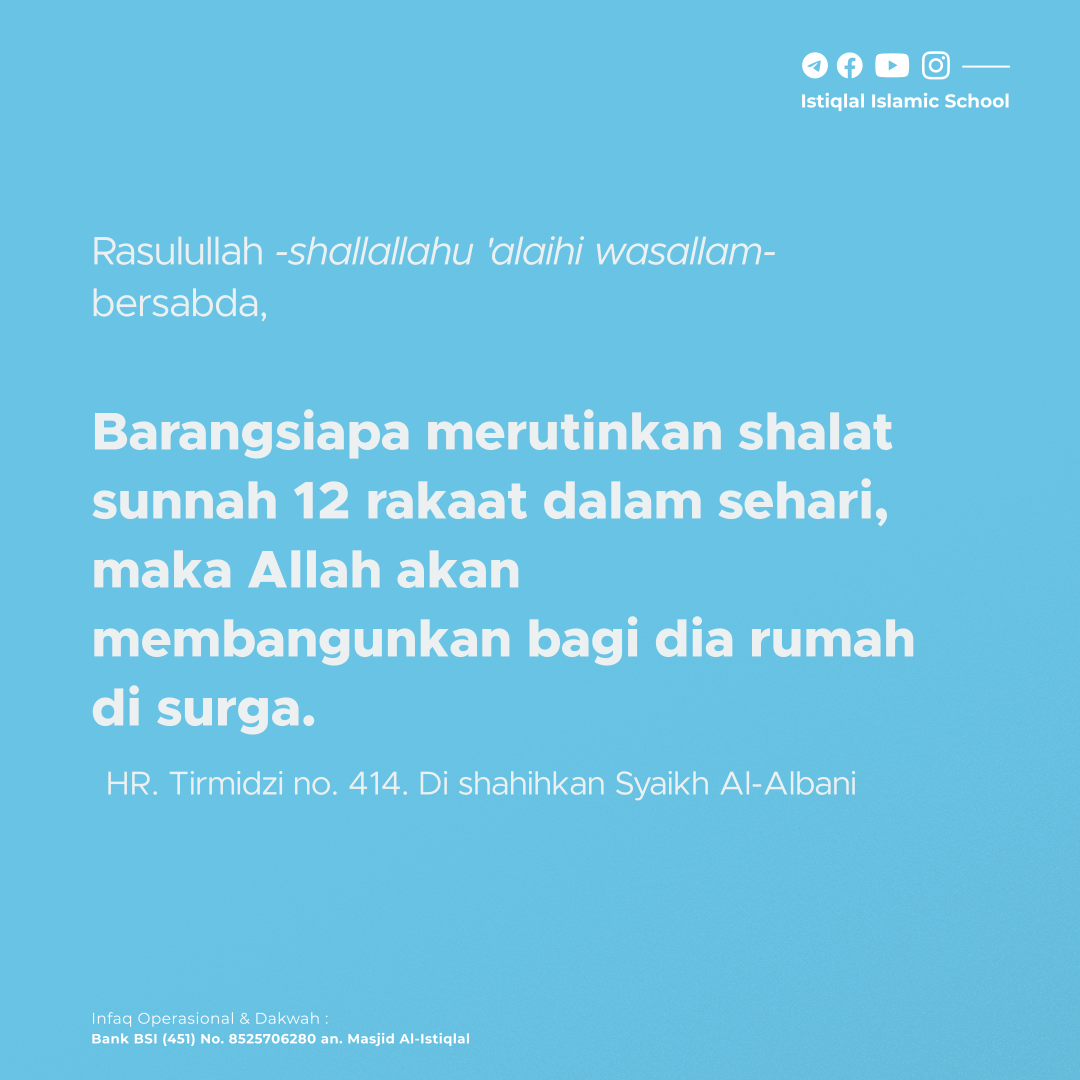 Istiqlal Islamic School
Rasulullah -shallallahu 'alaihi wasallam-
bersabda,
Barangsiapa merutinkan shalat
sunnah 12 rakaat dalam sehari,
maka Allah akan
membangunkan bagi dia rumah
di surga.
HR. Tirmidzi no. 414. Di shahihkan Syaikh Al-Albani
Infaq Operasional & Dakwah :
Bank BSI (451) No. 8525706280 an. Masjid Al-Istiqlal